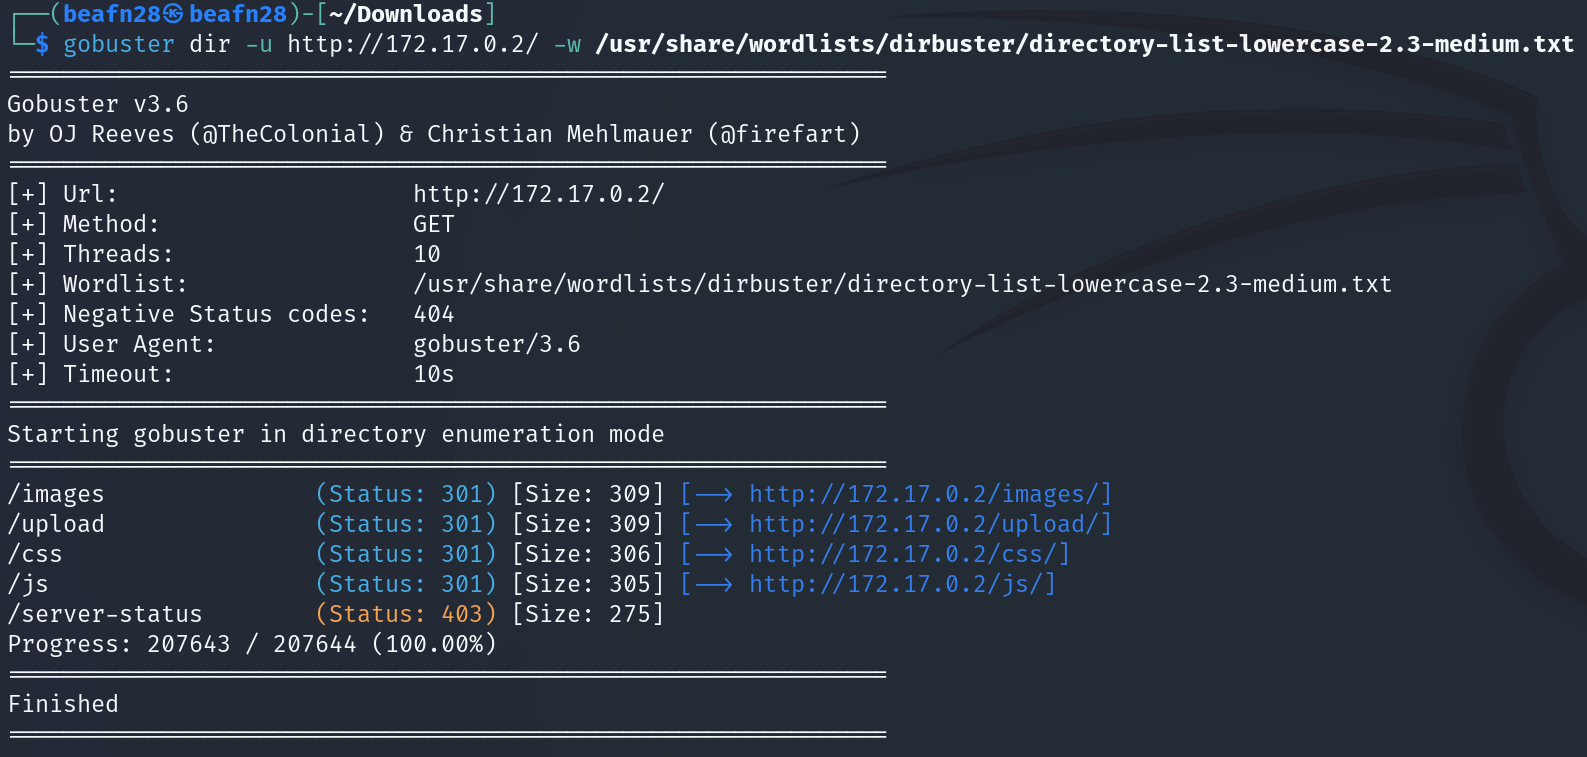 ┌──(beafn28㉿beafn28)-[~/Downloads]
└─$ gobuster dir -u http://172.17.0.2/ -w /usr/share/wordlists/dirbuster/directory-list-lowercase-2.3-medium.txt
===============================================================
Gobuster v3.6
by OJ Reeves (@TheColonial) & Christian Mehlmauer (@firefart)
===============================================================
[+] Url:                     http://172.17.0.2/
[+] Method:                  GET
[+] Threads:                 10
[+] Wordlist:                /usr/share/wordlists/dirbuster/directory-list-lowercase-2.3-medium.txt
[+] Negative Status codes:   404
[+] User Agent:              gobuster/3.6
[+] Timeout:                 10s
===============================================================
Starting gobuster in directory enumeration mode
===============================================================
/images               (Status: 301) [Size: 309] [--> http://172.17.0.2/images/]
/upload               (Status: 301) [Size: 309] [--> http://172.17.0.2/upload/]
/css                  (Status: 301) [Size: 306] [--> http://172.17.0.2/css/]
/js                   (Status: 301) [Size: 305] [--> http://172.17.0.2/js/]
/server-status        (Status: 403) [Size: 275]
Progress: 207643 / 207644 (100.00%)
===============================================================
Finished
===============================================================